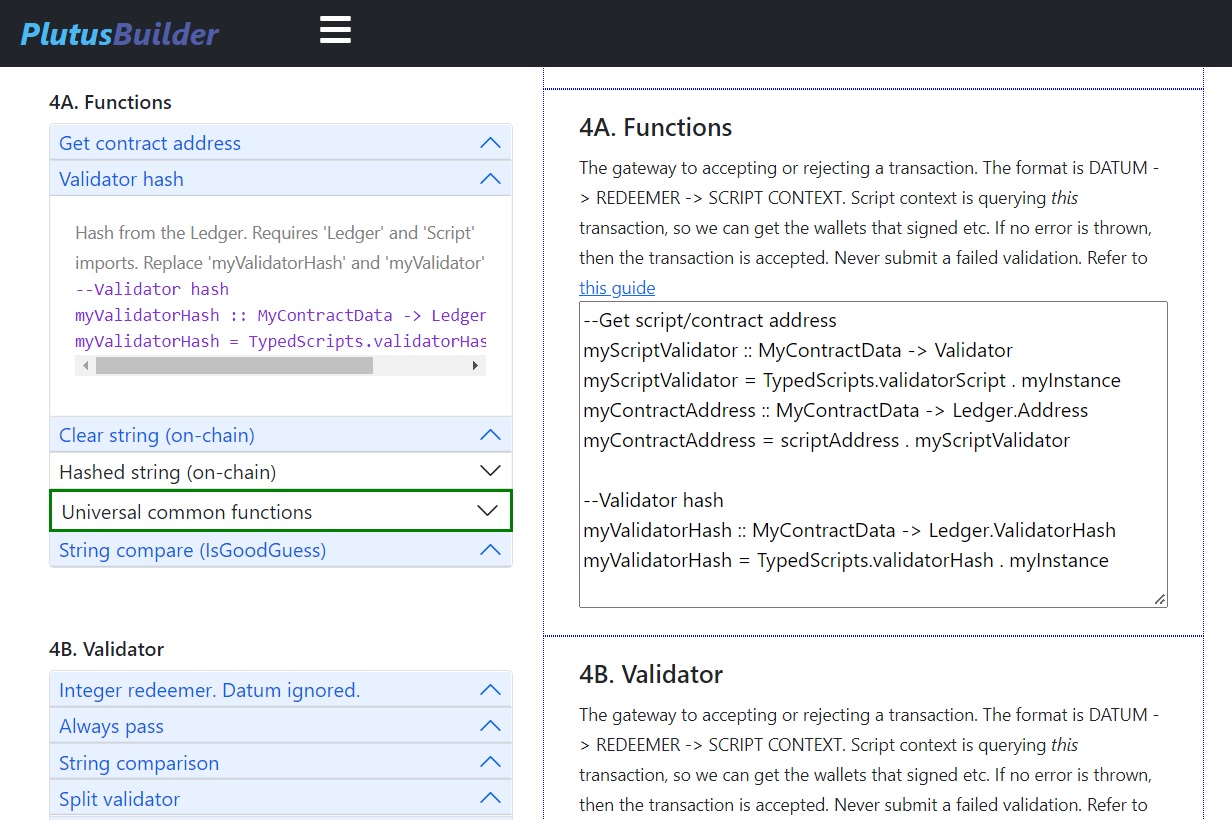 PlutusBuilder
4A. Functions
Get contract address
Validator hash
Hash from the Ledger. Requires 'Ledger' and 'Script'
imports. Replace 'myValidatorHash' and 'myValidator'
--Validator hash
myValidatorHash :: MyContractData -> Ledger
myValidatorHash = TypedScripts.validatorHas
Clear string (on-chain)
Hashed string (on-chain)
Universal common functions
String compare (IsGoodGuess)
4B. Validator
Integer redeemer. Datum ignored.
Always pass
String comparison
Split validator
4A. Functions
The gateway to accepting or rejecting a transaction. The format is DATUM -
> REDEEMER -> SCRIPT CONTEXT. Script context is querying this
transaction, so we can get the wallets that signed etc. If no error is thrown,
then the transaction is accepted. Never submit a failed validation. Refer to
this guide
--Get script/contract address
myScriptValidator :: MyContractData -> Validator
myScriptValidator = TypedScripts.validatorScript . myInstance
myContractAddress :: MyContractData -> Ledger.Address
myContractAddress = scriptAddress . myScriptValidator
--Validator hash
myValidatorHash :: MyContractData -> Ledger.ValidatorHash
myValidatorHash = TypedScripts.validatorHash . myInstance
4B. Validator
The gateway to accepting or rejecting a transaction. The format is DATUM -
> REDEEMER -> SCRIPT CONTEXT. Script context is querying this
transaction, so we can get the wallets that signed etc. If no error is thrown,
then the transaction is accepted. Never submit a failed validation. Refer to